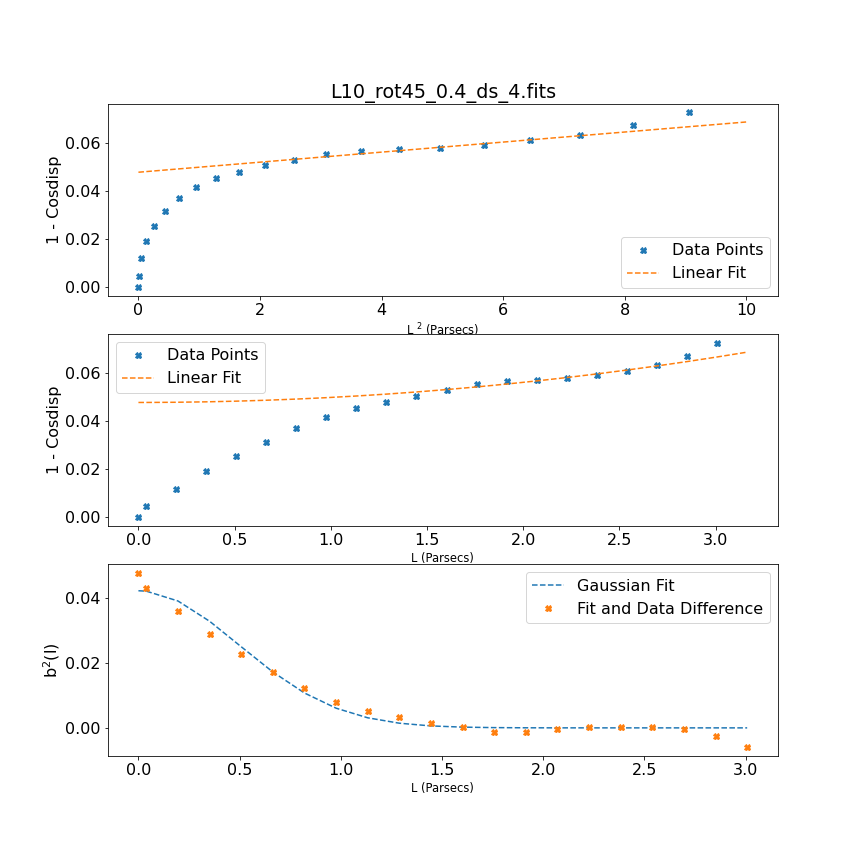 L10_rot45_0.4_ds_4.fits
1 - Cosdisp
0.06
0.04
0.02
0.00
Data Points
Linear Fit
0 2 4 6 8 10
L ² (Parsecs)
1 - Cosdisp
0.06
0.04
0.02
0.00
Data Points
Linear Fit
0.0 0.5 1.0 1.5 2.0 2.5 3.0
L (Parsecs)
b²(l)
0.04
0.02
0.00
Gaussian Fit
Fit and Data Difference
0.0 0.5 1.0 1.5 2.0 2.5 3.0
L (Parsecs)